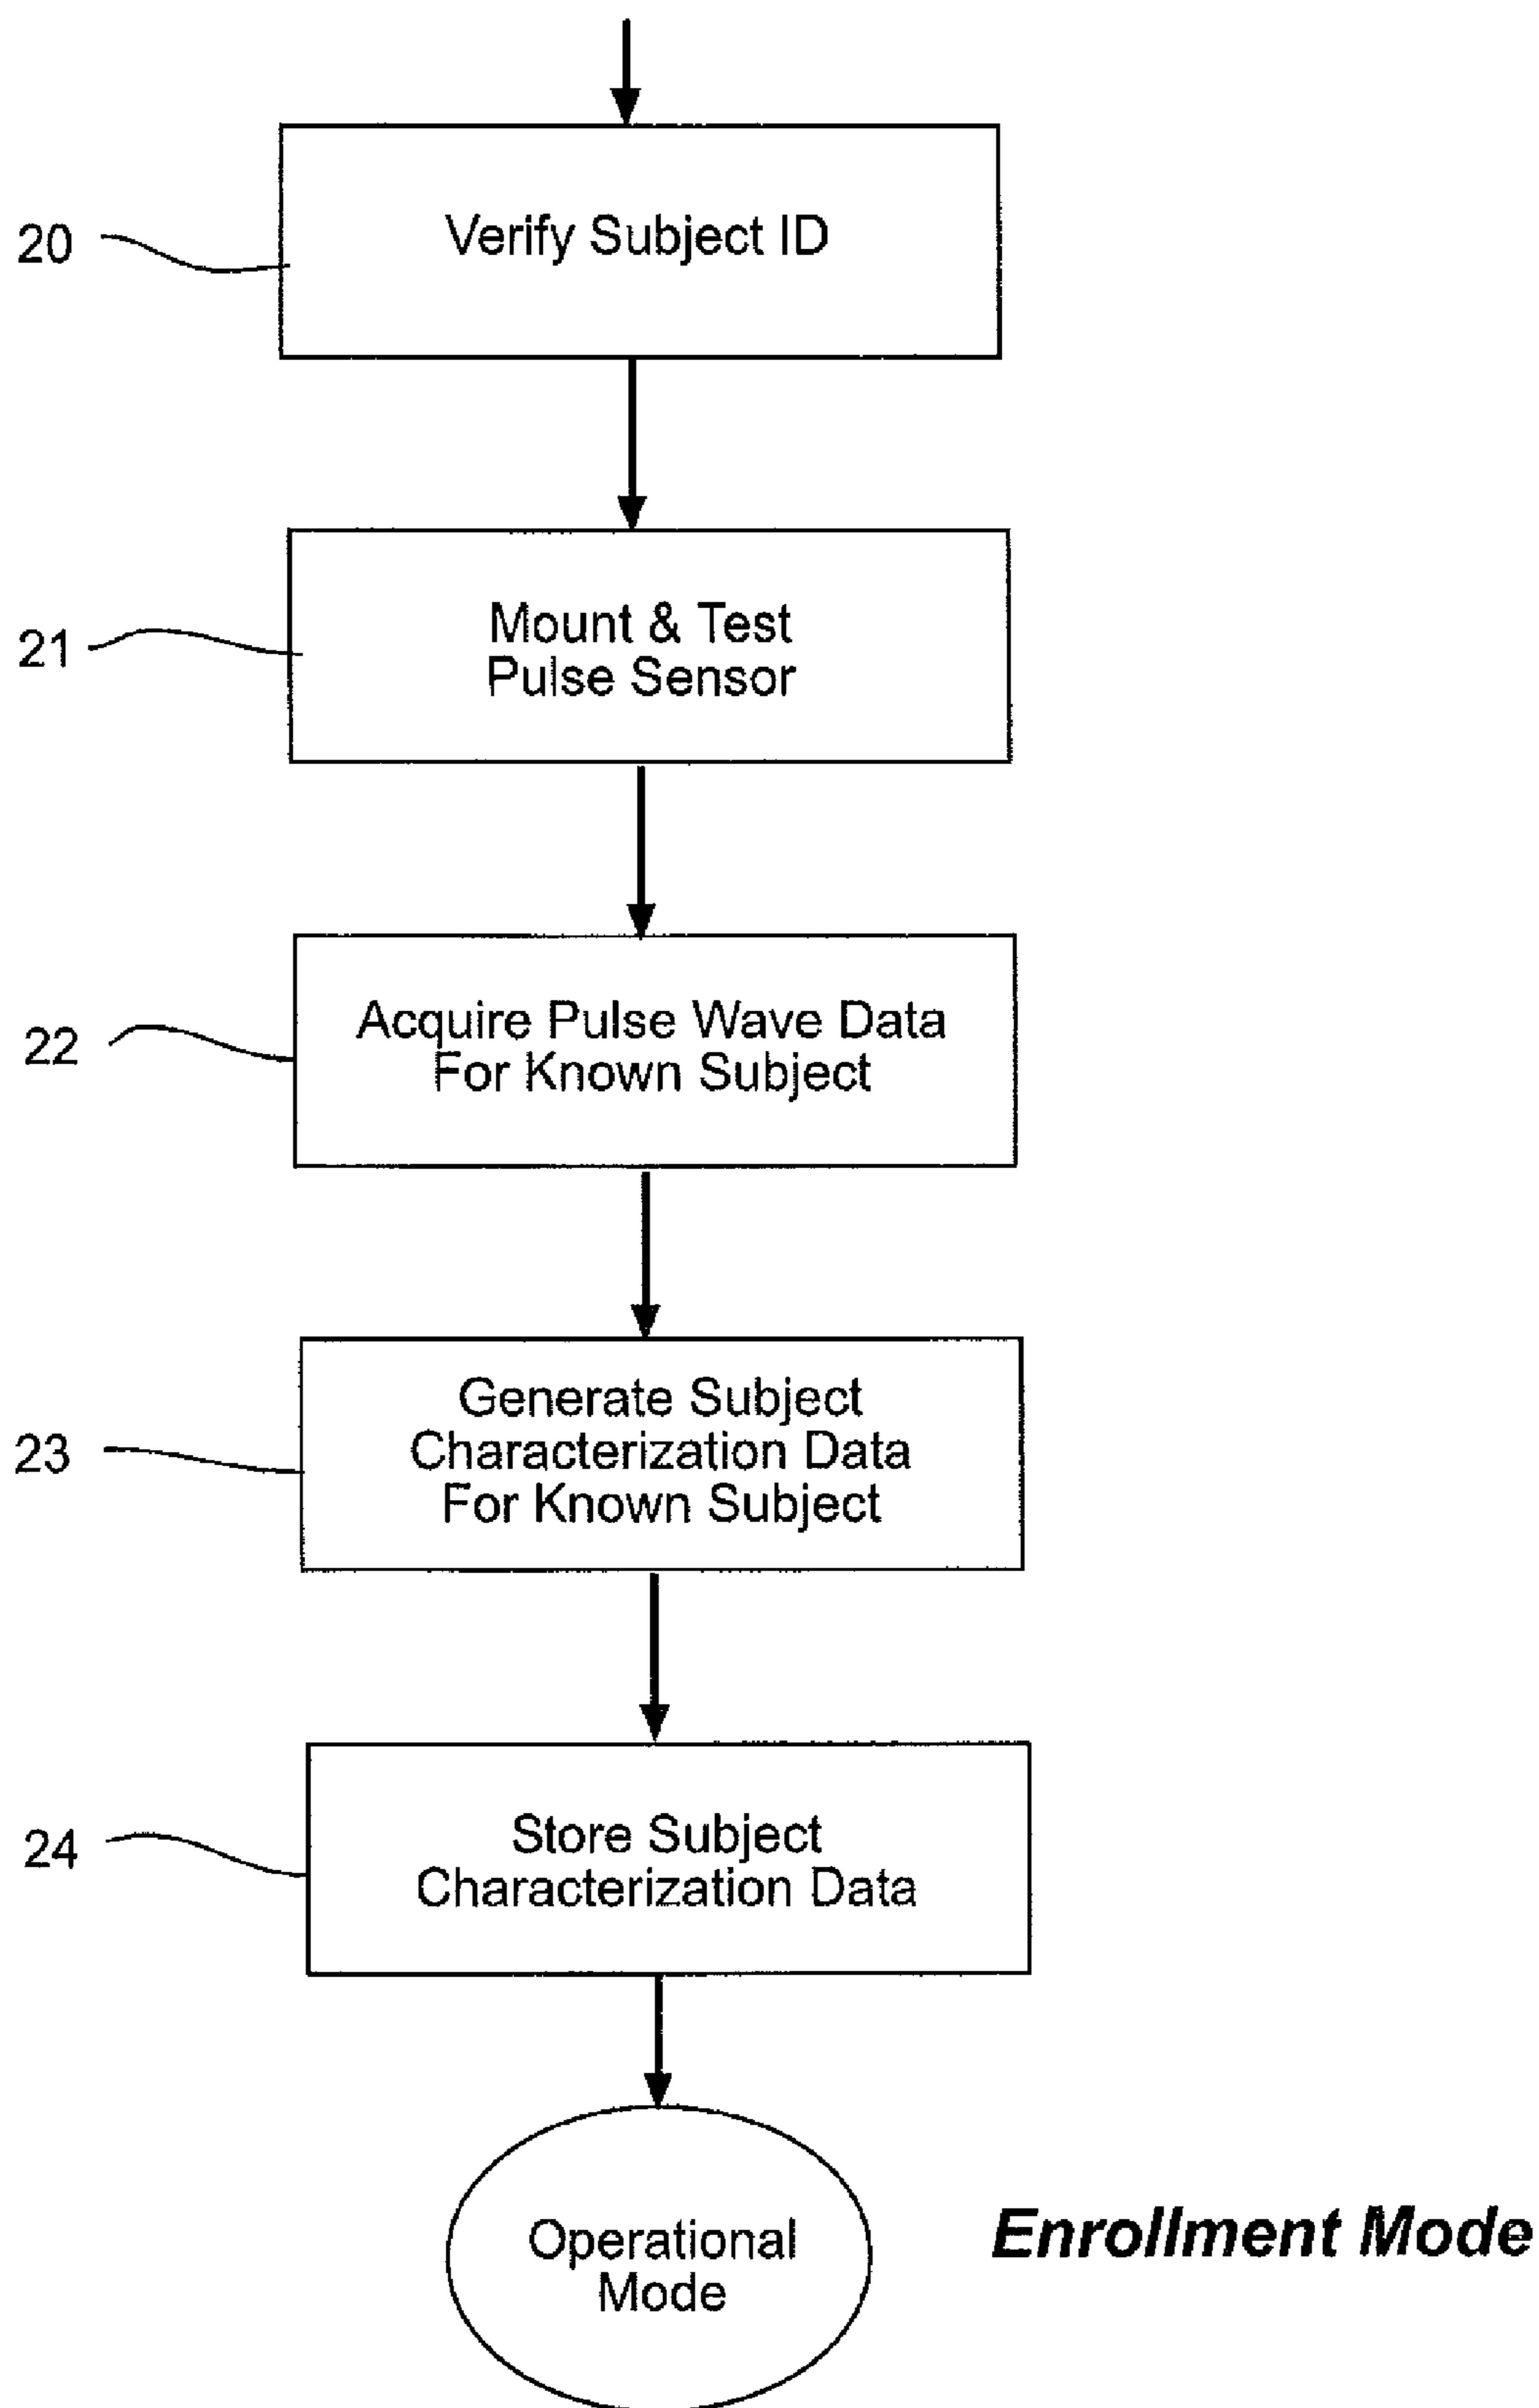 20
Verify Subject ID
21
Mount & Test
Pulse Sensor
22
Acquire Pulse Wave Data
For Known Subject
23
Generate Subject
Characterization Data
For Known Subject
24
Store Subject
Characterization Data
Operational
Mode
Enrollment Mode